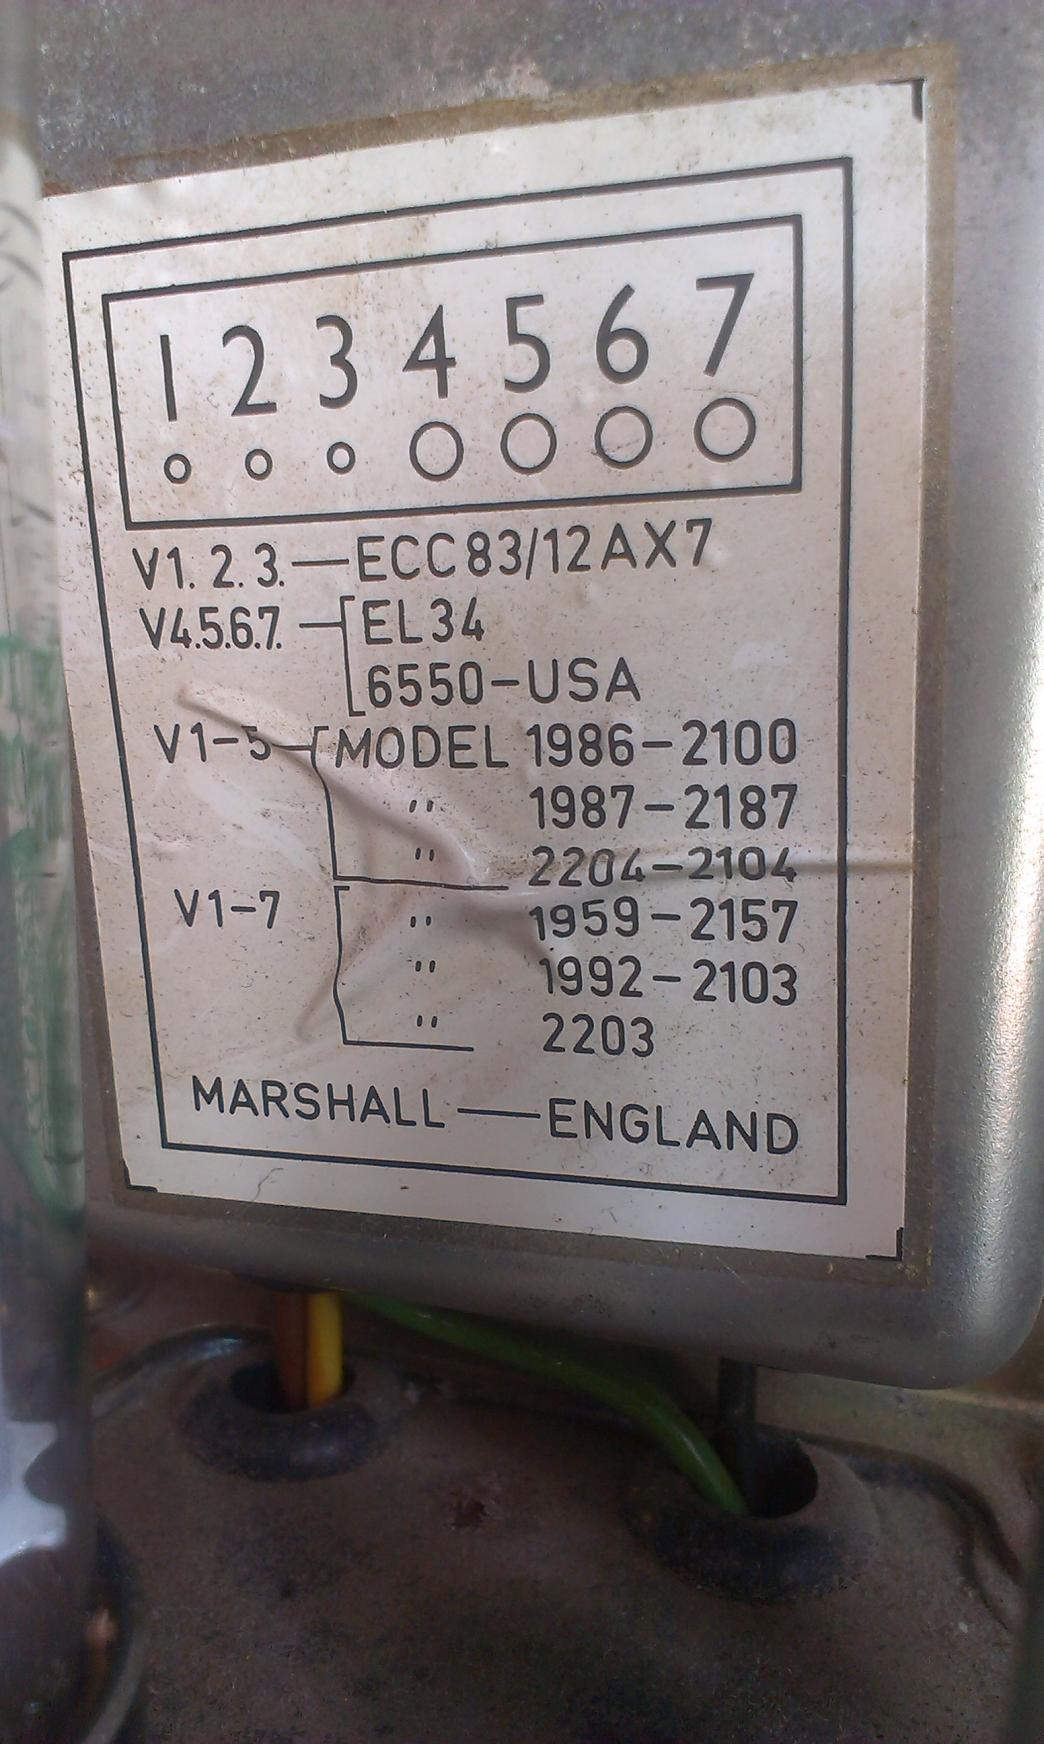 1 2 3 4 5 6 7
V1. 2. 3. — ECC83/12AX7
V4.5.6.7. — EL34
6550-USA
V1-5 MODEL 1986-2100
" 1987-2187
" 2204-2104
V1-7 " 1959-2157
" 1992-2103
" 2203
MARSHALL — ENGLAND